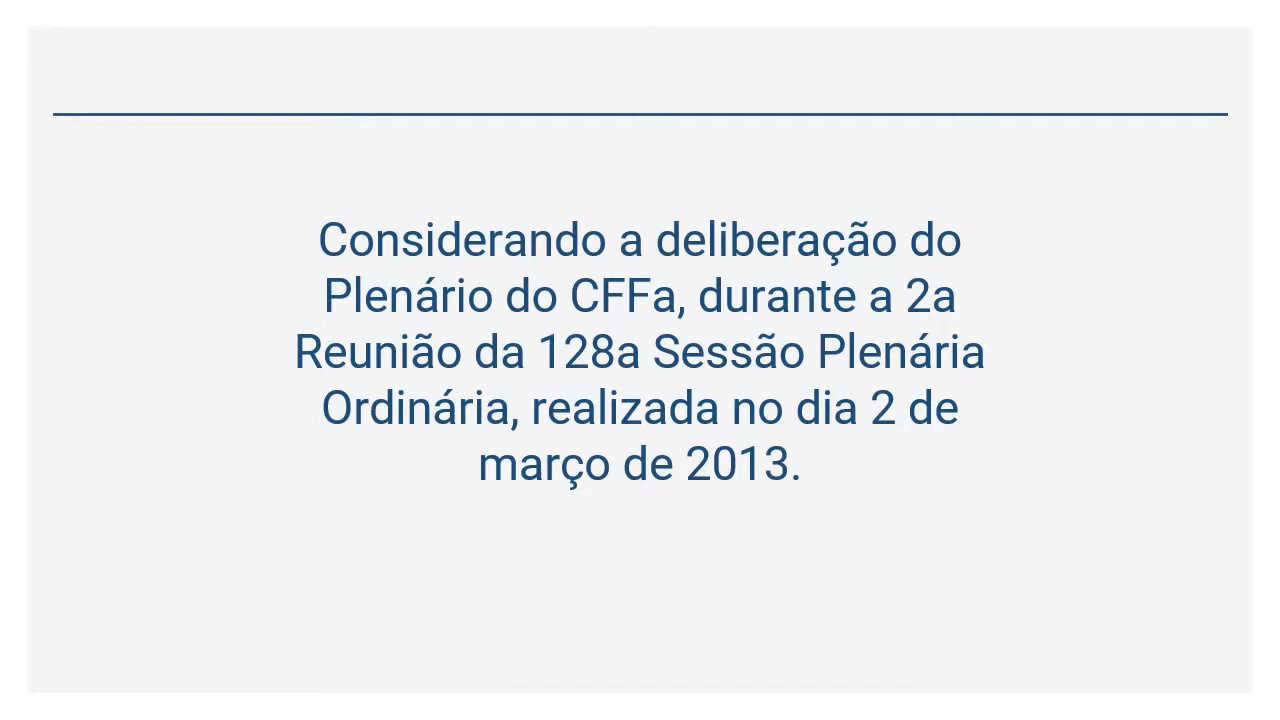 Considerando a deliberação do
Plenário do CFFa, durante a 2a
Reunião da 128a Sessão Plenária
Ordinária, realizada no dia 2 de
março de 2013.